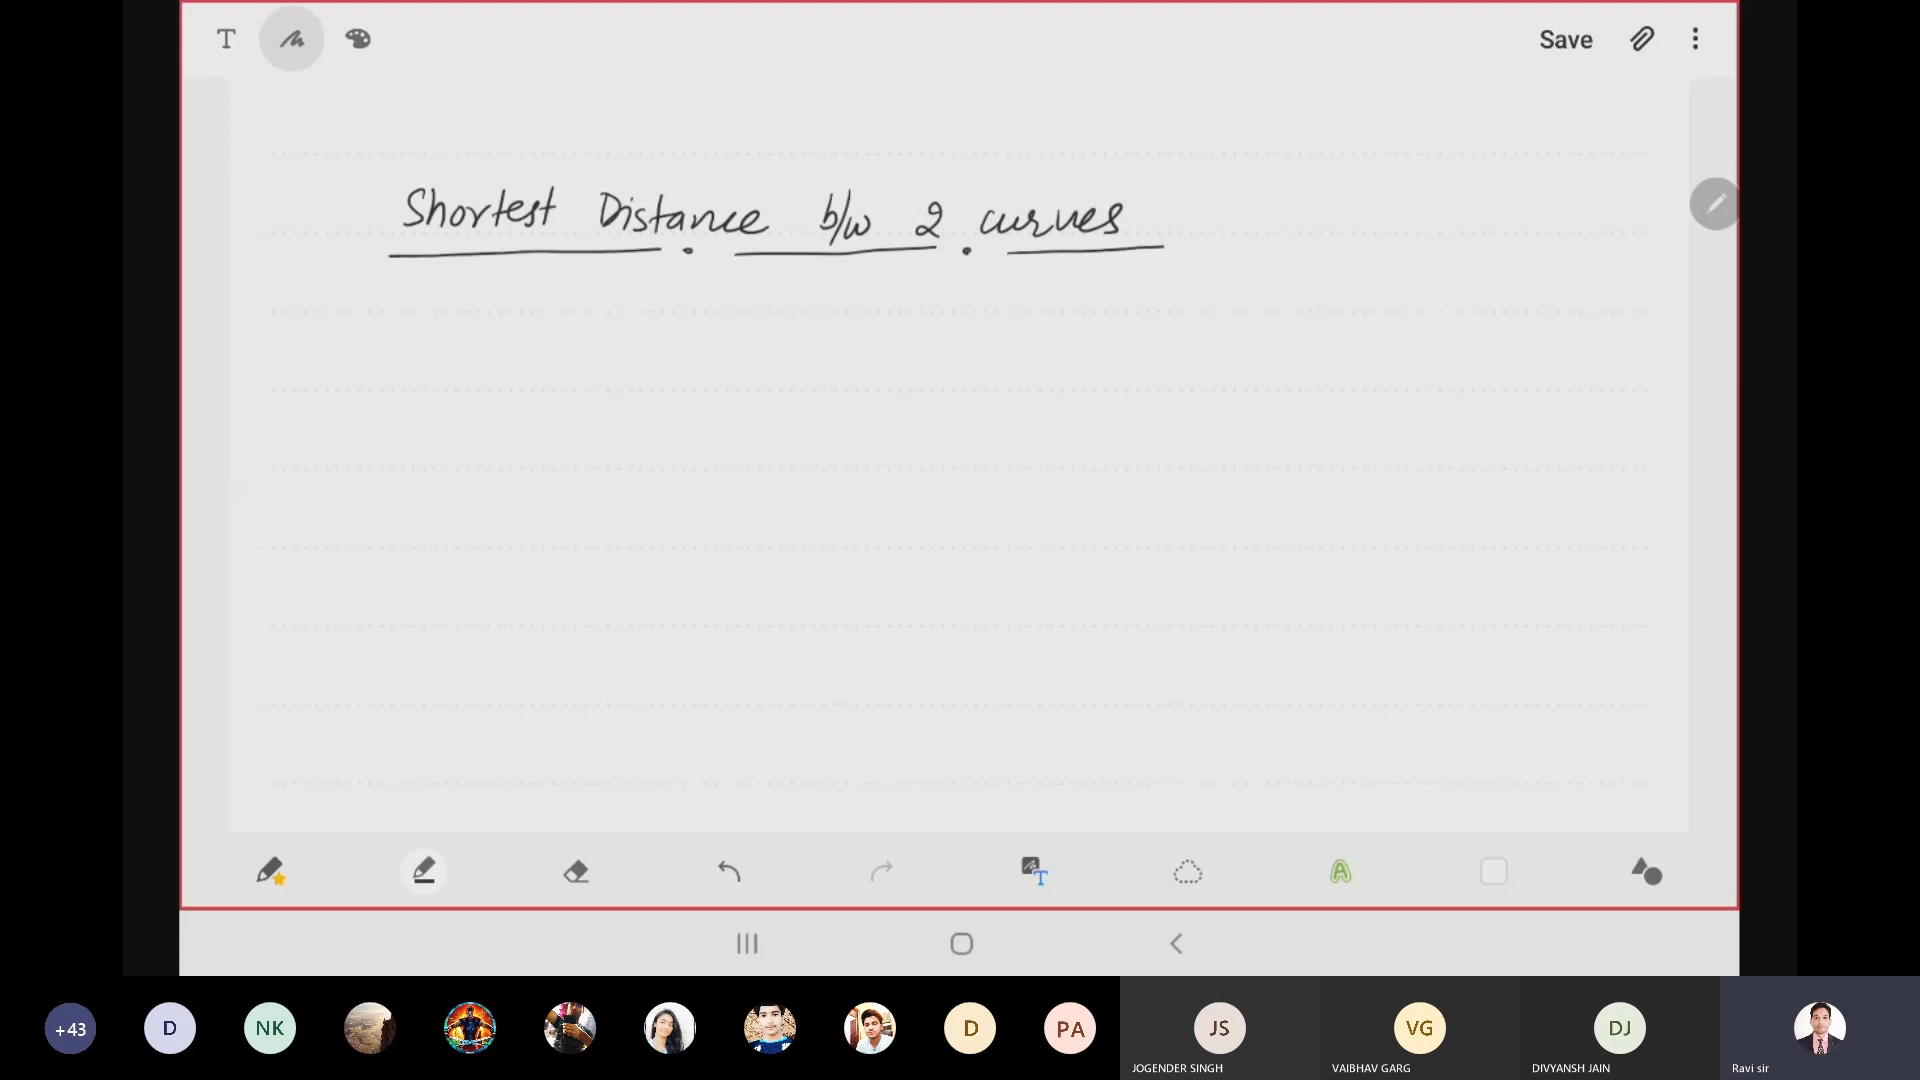 T
Save
Shortest Distance b/w 2 curves
T
A
+43
D
NK
D
PA
JS
VG
DJ
JOGENDER SINGH
VAIBHAV GARG
DIVYANSH JAIN
Ravi sir